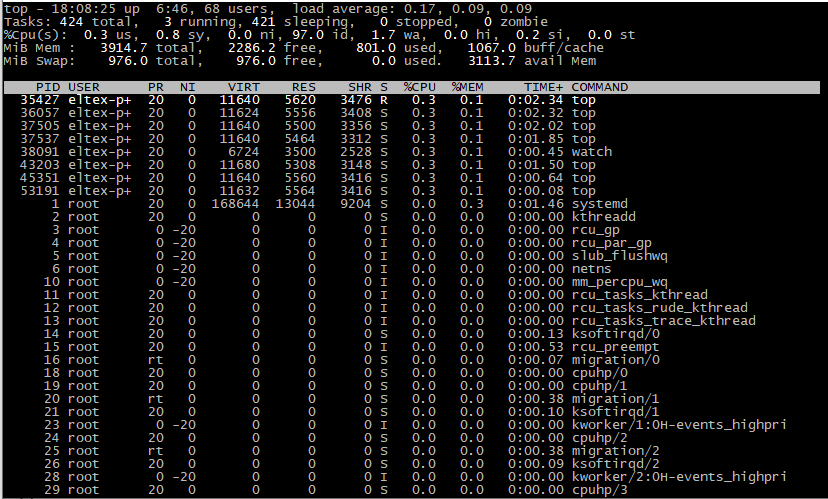 top - 18:08:25 up  6:46, 68 users,  load average: 0.17, 0.09, 0.09
Tasks: 424 total,   3 running, 421 sleeping,   0 stopped,   0 zombie
%Cpu(s):  0.3 us,  0.8 sy,  0.0 ni, 97.0 id,  1.7 wa,  0.0 hi,  0.2 si,  0.0 st
MiB Mem :   3914.7 total,   2286.2 free,    801.0 used,   1067.0 buff/cache
MiB Swap:    976.0 total,    976.0 free,      0.0 used.   3113.7 avail Mem
PID USER      PR  NI    VIRT    RES    SHR S  %CPU  %MEM     TIME+ COMMAND
35427 eltex-p+  20   0   11640   5620   3476 R   0.3   0.1   0:02.34 top
36057 eltex-p+  20   0   11624   5556   3408 S   0.3   0.1   0:02.32 top
37505 eltex-p+  20   0   11640   5500   3356 S   0.3   0.1   0:02.02 top
37537 eltex-p+  20   0   11640   5464   3312 S   0.3   0.1   0:01.85 top
38091 eltex-p+  20   0    6724   3500   2528 S   0.3   0.1   0:00.45 watch
43203 eltex-p+  20   0   11680   5308   3148 S   0.3   0.1   0:01.50 top
45351 eltex-p+  20   0   11640   5560   3416 S   0.3   0.1   0:00.64 top
53191 eltex-p+  20   0   11632   5564   3416 S   0.3   0.1   0:00.08 top
1 root      20   0  168644  13044   9204 S   0.0   0.3   0:01.46 systemd
2 root      20   0       0      0      0 S   0.0   0.0   0:00.00 kthreadd
3 root       0 -20       0      0      0 I   0.0   0.0   0:00.00 rcu_gp
4 root       0 -20       0      0      0 I   0.0   0.0   0:00.00 rcu_par_gp
5 root       0 -20       0      0      0 I   0.0   0.0   0:00.00 slub_flushwq
6 root       0 -20       0      0      0 I   0.0   0.0   0:00.00 netns
10 root       0 -20       0      0      0 I   0.0   0.0   0:00.00 mm_percpu_wq
11 root      20   0       0      0      0 I   0.0   0.0   0:00.00 rcu_tasks_kthread
12 root      20   0       0      0      0 I   0.0   0.0   0:00.00 rcu_tasks_rude_kthread
13 root      20   0       0      0      0 I   0.0   0.0   0:00.00 rcu_tasks_trace_kthread
14 root      20   0       0      0      0 S   0.0   0.0   0:00.13 ksoftirqd/0
15 root      20   0       0      0      0 I   0.0   0.0   0:00.53 rcu_preempt
16 root      rt   0       0      0      0 S   0.0   0.0   0:00.07 migration/0
18 root      20   0       0      0      0 S   0.0   0.0   0:00.00 cpuhp/0
19 root      20   0       0      0      0 S   0.0   0.0   0:00.00 cpuhp/1
20 root      rt   0       0      0      0 S   0.0   0.0   0:00.38 migration/1
21 root      20   0       0      0      0 S   0.0   0.0   0:00.10 ksoftirqd/1
23 root       0 -20       0      0      0 I   0.0   0.0   0:00.00 kworker/1:0H-events_highpri
24 root      20   0       0      0      0 S   0.0   0.0   0:00.00 cpuhp/2
25 root      rt   0       0      0      0 S   0.0   0.0   0:00.38 migration/2
26 root      20   0       0      0      0 S   0.0   0.0   0:00.09 ksoftirqd/2
28 root       0 -20       0      0      0 I   0.0   0.0   0:00.00 kworker/2:0H-events_highpri
29 root      20   0       0      0      0 S   0.0   0.0   0:00.00 cpuhp/3